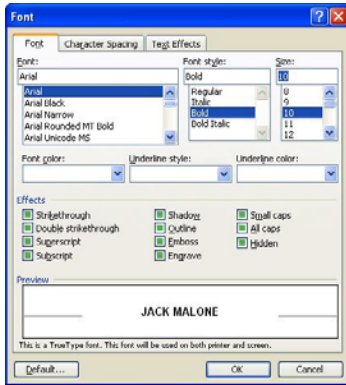 Font
Font Character Spacing Text Effects
Font: Font style: Size:
Arial Bold 10
Arial Regular 8
Arial Black Italic 9
Arial Narrow Bold 10
Arial Rounded MT Bold Bold Italic 11
Arial Unicode MS 12
Font color: Underline style: Underline color:
Effects
Strikethrough Shadow Small caps
Double strikethrough Outline All caps
Superscript Emboss Hidden
Subscript Engrave
Preview
JACK MALONE
This is a TrueType font. This font will be used on both printer and screen.
Default... OK Cancel